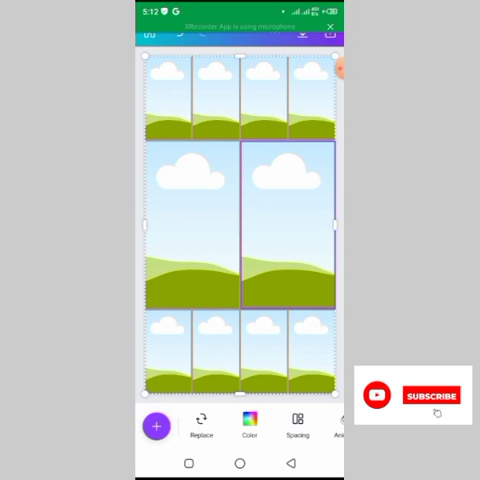 5:12
XRecorder App is using microphone
Replace
Color
Spacing
SUBSCRIBE